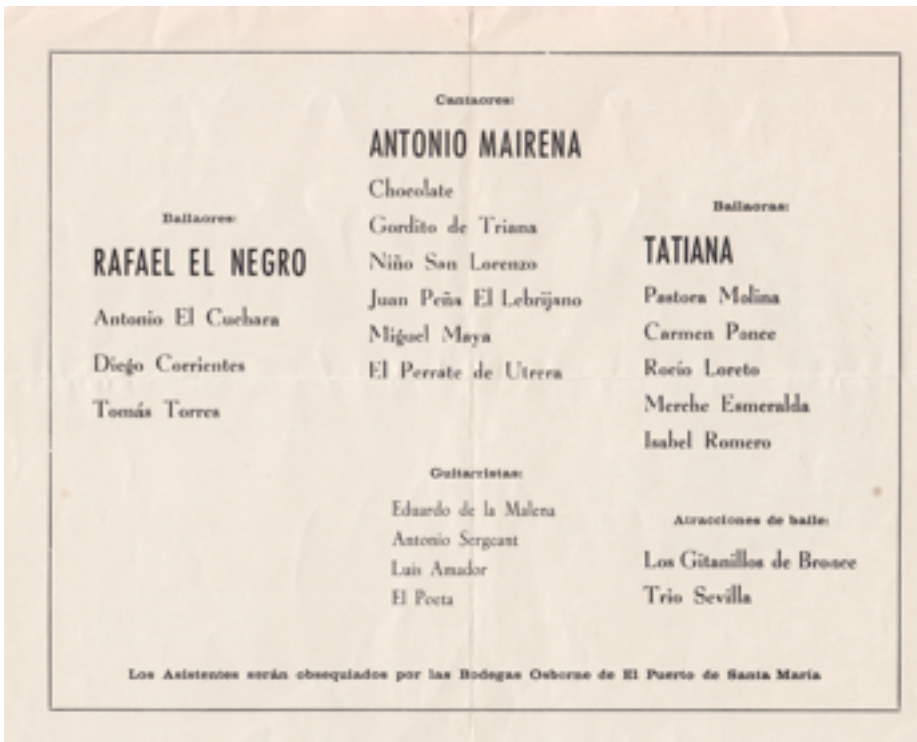 Bailaores:
RAFAEL EL NEGRO
Antonio El Cuchara
Diego Corrientes
Tomás Torres
Cantaores:
ANTONIO MAIRENA
Chocolate
Gordito de Triana
Niño San Lorenzo
Juan Peña El Lebrijano
Miguel Maya
El Perrate de Utrera
Guitarristas:
Eduardo de la Malena
Antonio Sergeant
Luis Amador
El Poeta
Bailaoras:
TATIANA
Pastora Molina
Carmen Ponce
Rocío Loreto
Merche Esmeralda
Isabel Romero
Atracciones de baile:
Los Gitanillos de Bronce
Trio Sevilla
Los Asistentes serán obsequiados por las Bodegas Osborne de El Puerto de Santa María